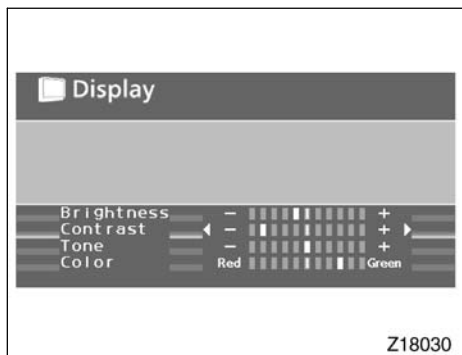 Display
Brightness - +
Contrast - +
Tone - +
Color Red Green
Z18030